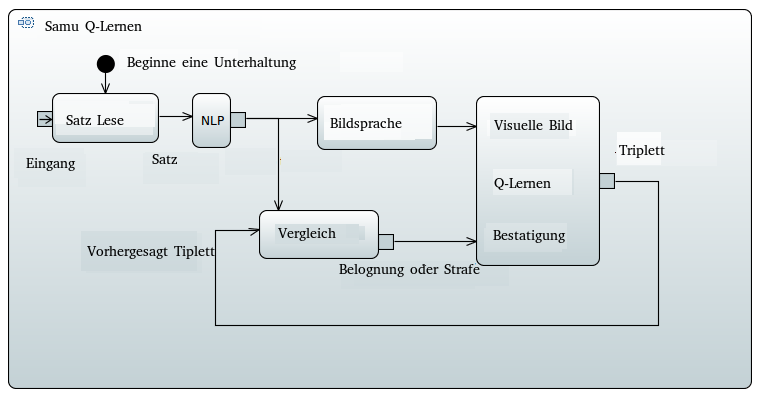 Samu Q-Lernen
Beginne eine Unterhaltung
Satz Lese
NLP
Bildsprache
Visuelle Bild
Triplett
Eingang
Satz
Q-Lernen
Vergleich
Bestatigung
Vorhergesagt Tiplett
Belognung oder Strafe